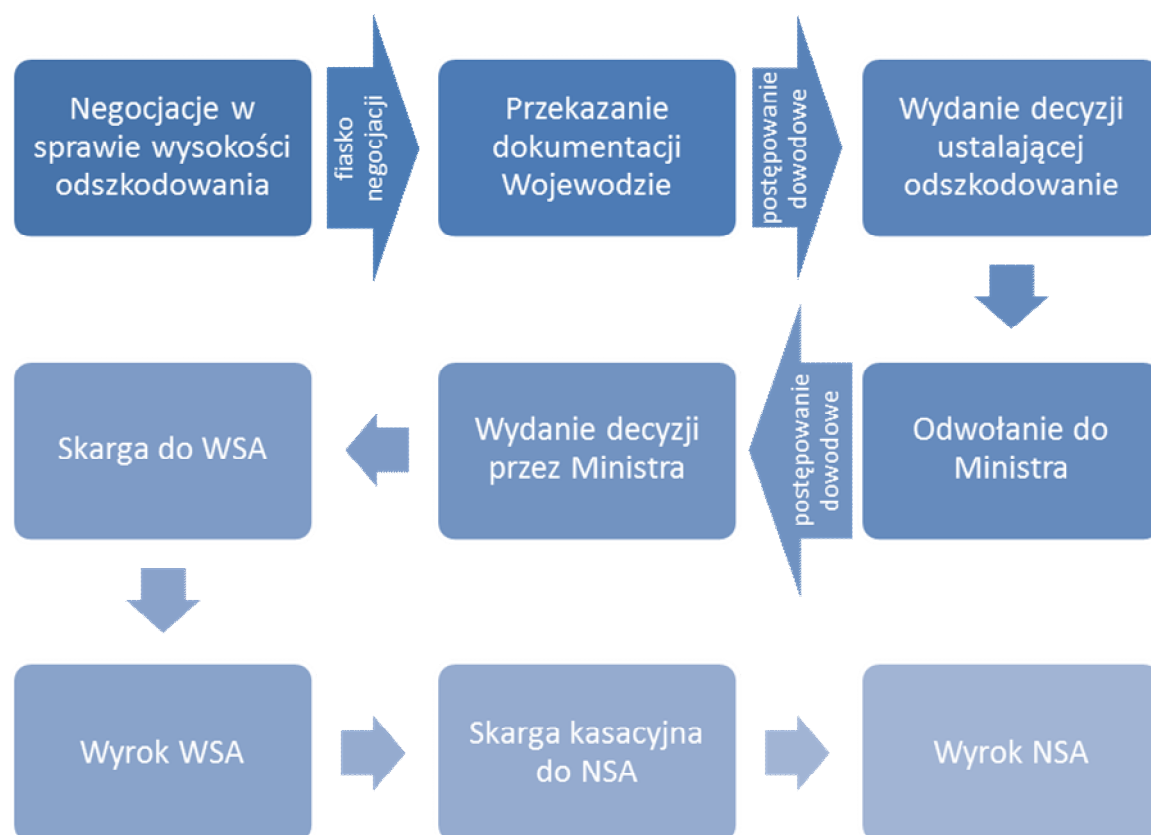 Negocjacje w
sprawie wysokości
odszkodowania
fiasko
negocjacji
Przekazanie
dokumentacji
Wojewodzie
postępowanie
dowodowe
Wydanie decyzji
ustalającej
odszkodowanie
Odwołanie do
Ministra
postępowanie
dowodowe
Wydanie decyzji
przez Ministra
Skarga do WSA
Wyrok WSA
Skarga kasacyjna
do NSA
Wyrok NSA